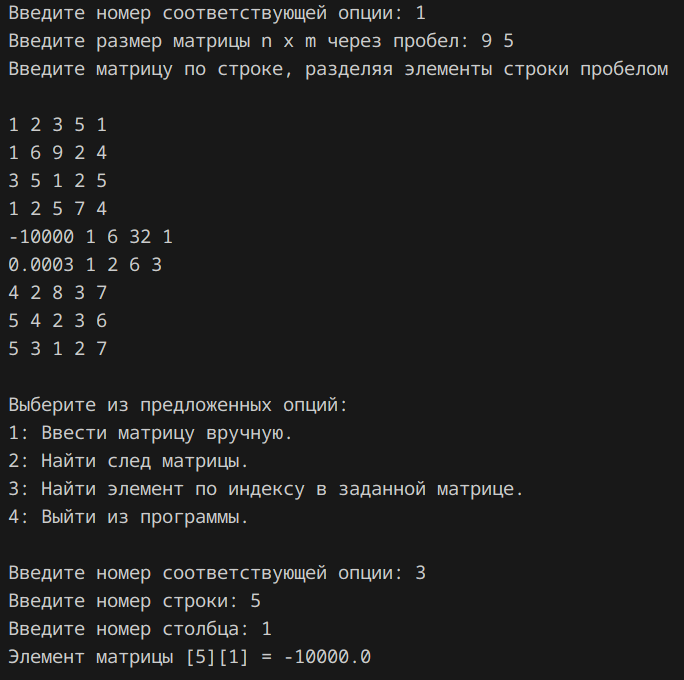 Введите номер соответствующей опции: 1
Введите размер матрицы n x m через пробел: 9 5
Введите матрицу по строке, разделяя элементы строки пробелом
1 2 3 5 1
1 6 9 2 4
3 5 1 2 5
1 2 5 7 4
-10000 1 6 32 1
0.0003 1 2 6 3
4 2 8 3 7
5 4 2 3 6
5 3 1 2 7
Выберите из предложенных опций:
1: Ввести матрицу вручную.
2: Найти след матрицы.
3: Найти элемент по индексу в заданной матрице.
4: Выйти из программы.
Введите номер соответствующей опции: 3
Введите номер строки: 5
Введите номер столбца: 1
Элемент матрицы [5][1] = -10000.0